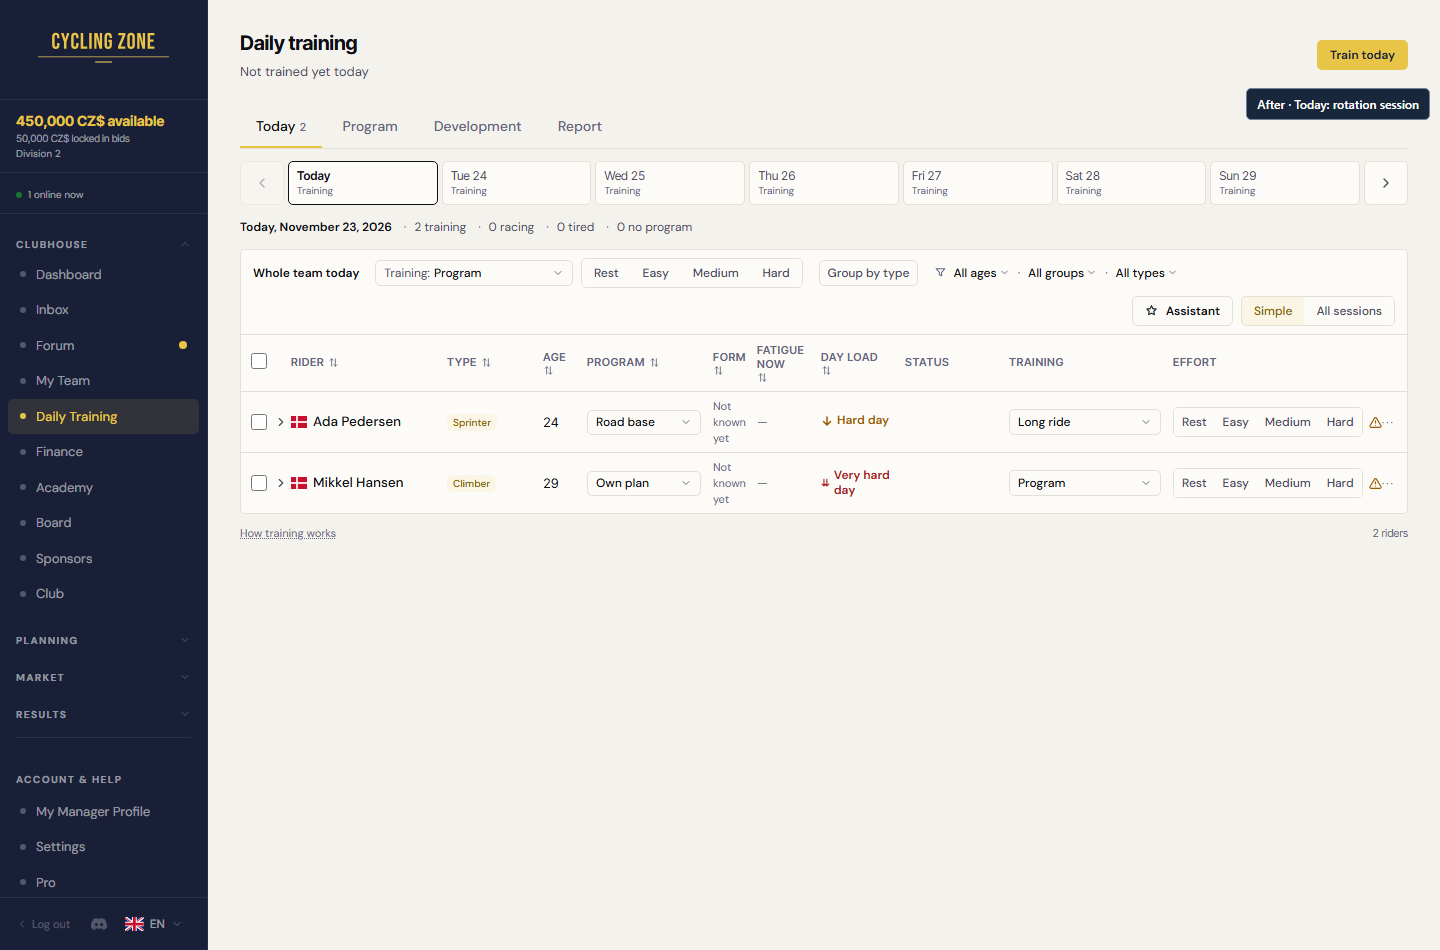 CYCLING ZONE
450,000 CZ$ available
50,000 CZ$ locked in bids
Division 2
1 online now
CLUBHOUSE
Dashboard
Inbox
Forum
My Team
Daily Training
Finance
Academy
Board
Sponsors
Club
PLANNING
MARKET
RESULTS
ACCOUNT & HELP
My Manager Profile
Settings
Pro
Log out
EN
Daily training
Not trained yet today
Train today
After · Today: rotation session
Today 2
Program
Development
Report
Today
Training
Tue 24
Training
Wed 25
Training
Thu 26
Training
Fri 27
Training
Sat 28
Training
Sun 29
Training
Today, November 23, 2026 · 2 training · 0 racing · 0 tired · 0 no program
Whole team today
Training: Program
Rest Easy Medium Hard
Group by type
All ages · All groups · All types
Assistant
Simple All sessions
RIDER TYPE AGE PROGRAM FORM FATIGUE NOW DAY LOAD STATUS TRAINING EFFORT
Ada Pedersen Sprinter 24 Road base Not known yet — Hard day Long ride Rest Easy Medium Hard ···
Mikkel Hansen Climber 29 Own plan Not known yet — Very hard day Program Rest Easy Medium Hard ···
How training works
2 riders